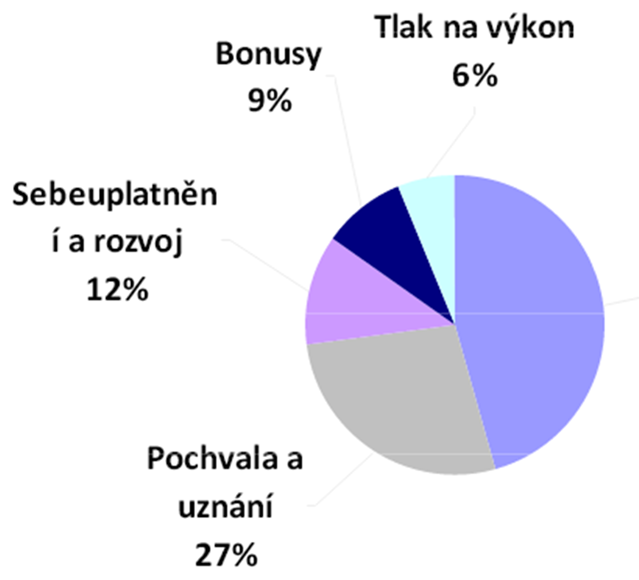 Tlak na výkon
6%
Bonusy
9%
Sebeuplatněn
í a rozvoj
12%
Pochvala a
uznání
27%